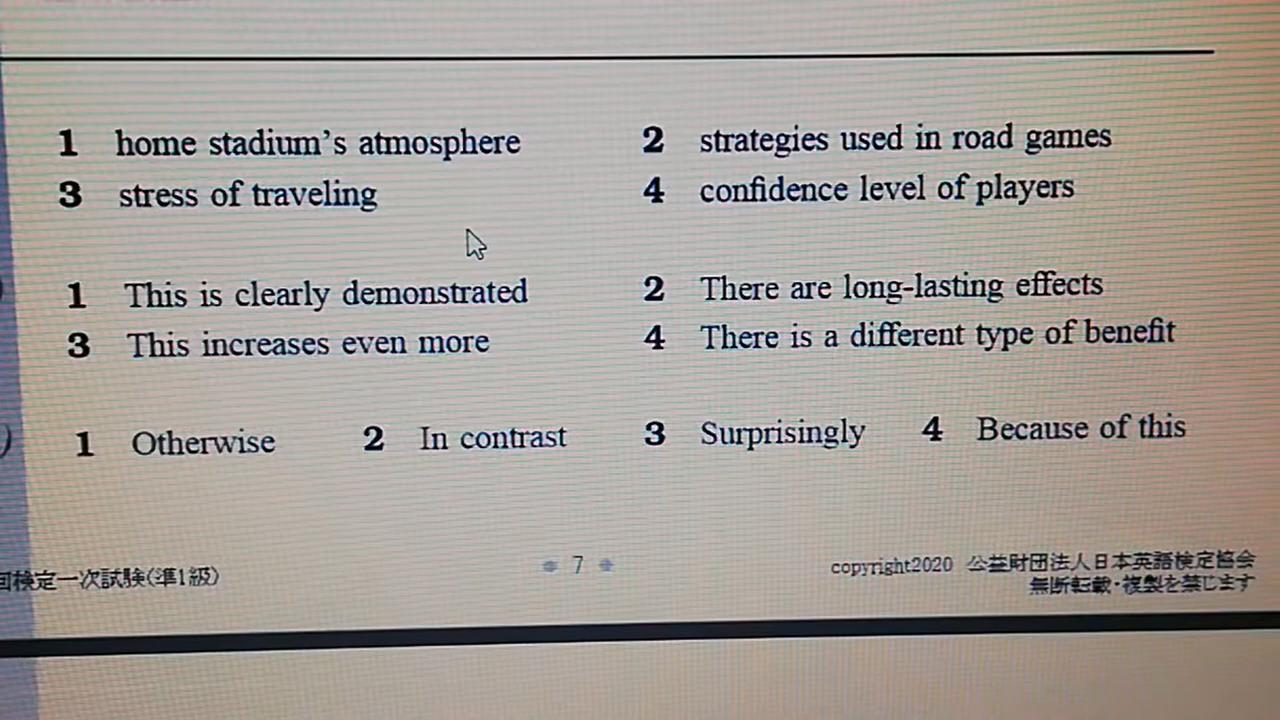 1 home stadium's atmosphere 2 strategies used in road games
3 stress of traveling 4 confidence level of players
1 This is clearly demonstrated 2 There are long-lasting effects
3 This increases even more 4 There is a different type of benefit
1 Otherwise 2 In contrast 3 Surprisingly 4 Because of this
回検定一次試験(準1級) 7 copyright2020 公益財団法人日本英語検定協会
無断転載・複製を禁じます